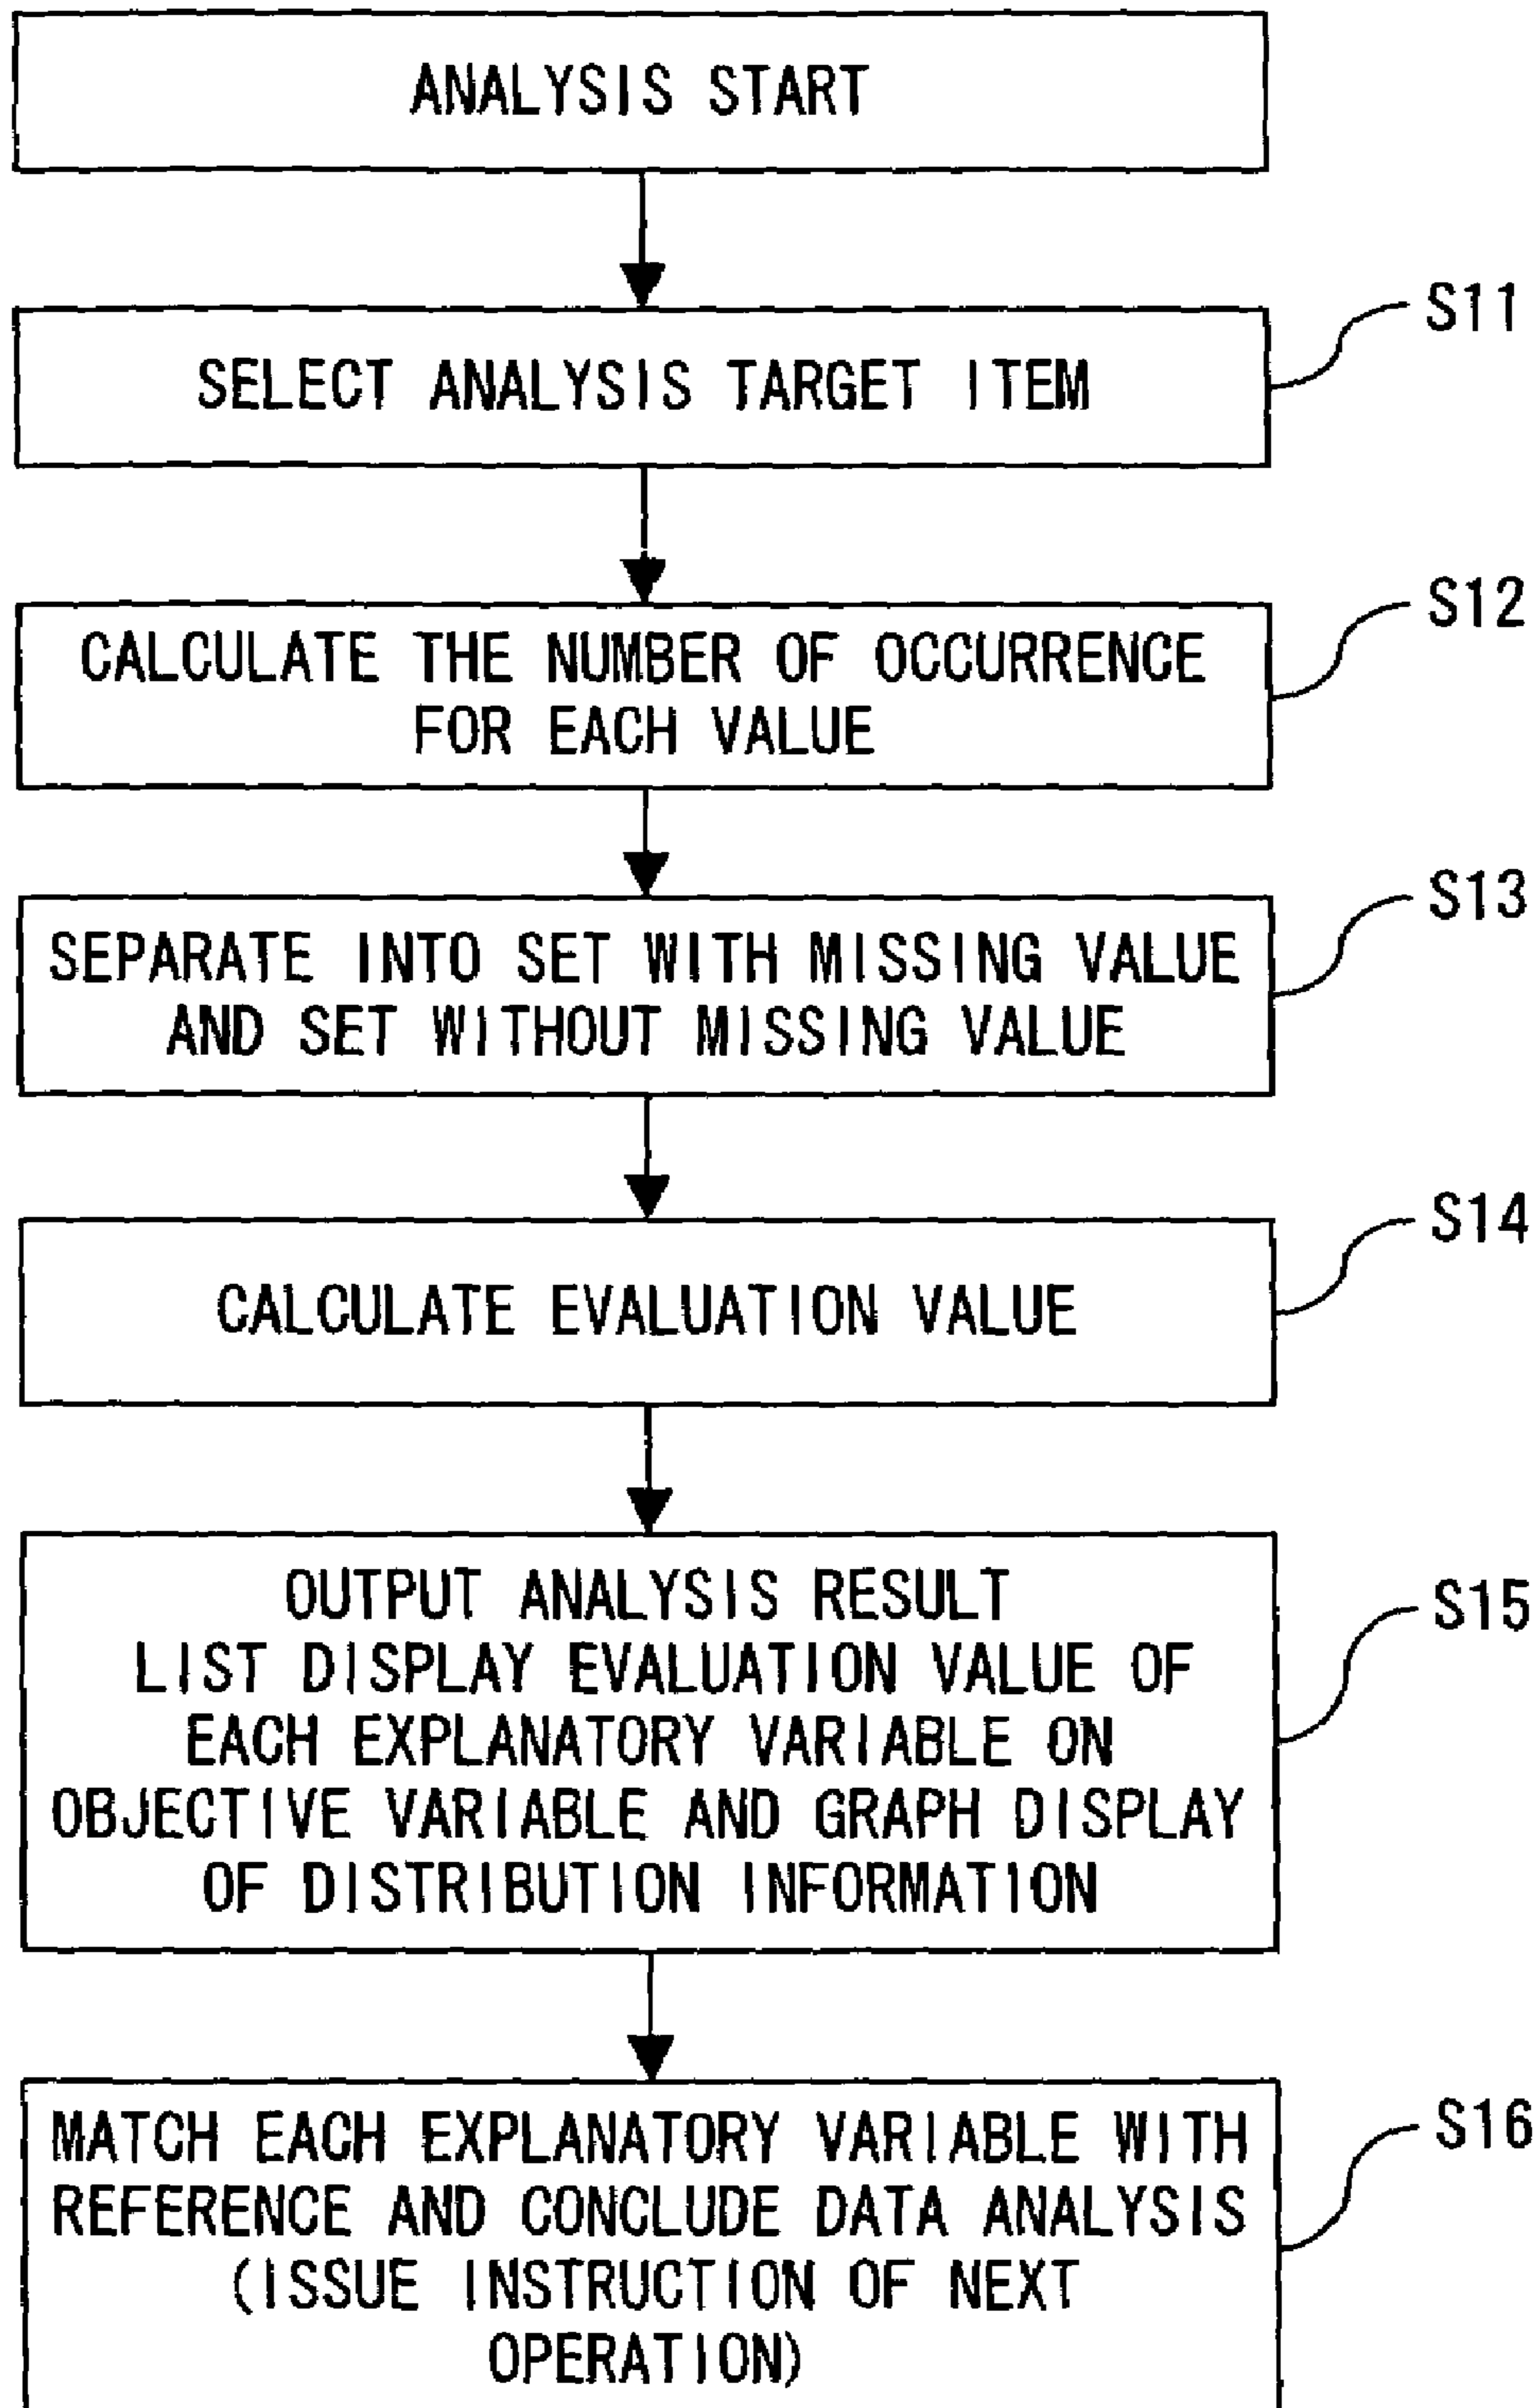 ANALYSIS START
S11
SELECT ANALYSIS TARGET ITEM
S12
CALCULATE THE NUMBER OF OCCURRENCE
FOR EACH VALUE
S13
SEPARATE INTO SET WITH MISSING VALUE
AND SET WITHOUT MISSING VALUE
S14
CALCULATE EVALUATION VALUE
S15
OUTPUT ANALYSIS RESULT
LIST DISPLAY EVALUATION VALUE OF
EACH EXPLANATORY VARIABLE ON
OBJECTIVE VARIABLE AND GRAPH DISPLAY
OF DISTRIBUTION INFORMATION
S16
MATCH EACH EXPLANATORY VARIABLE WITH
REFERENCE AND CONCLUDE DATA ANALYSIS
(ISSUE INSTRUCTION OF NEXT
OPERATION)